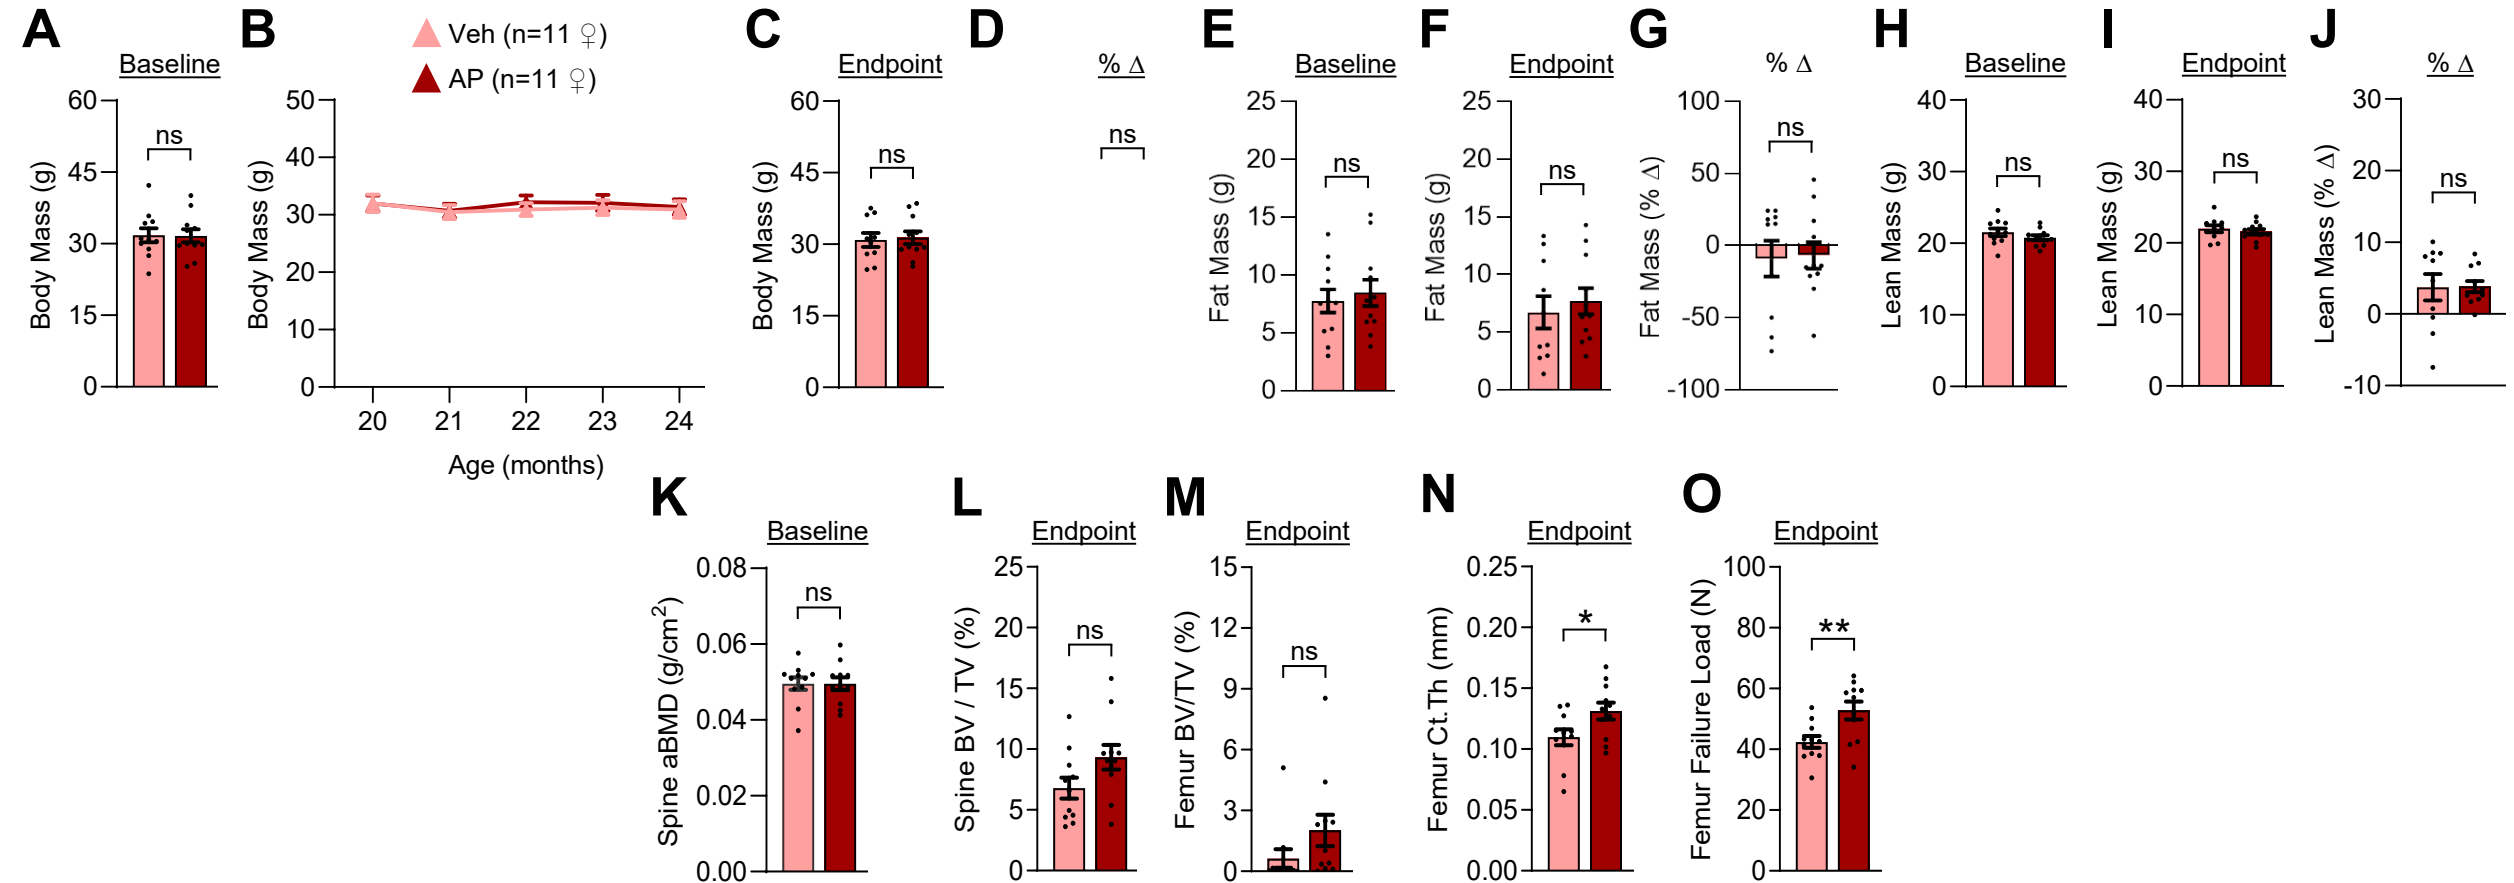 A
Baseline
60
45
30
15
0
Body Mass (g)
ns
B
Veh (n=11 ♀)
AP (n=11 ♀)
50
40
30
20
10
0
Body Mass (g)
20 21 22 23 24
Age (months)
C
Endpoint
60
45
30
15
0
Body Mass (g)
ns
D
% Δ
ns
E
Baseline
25
20
15
10
5
0
Fat Mass (g)
ns
F
Endpoint
25
20
15
10
5
0
Fat Mass (g)
ns
G
% Δ
100
50
0
-50
-100
Fat Mass (% Δ)
ns
H
Baseline
40
30
20
10
0
Lean Mass (g)
ns
I
Endpoint
40
30
20
10
0
Lean Mass (g)
ns
J
% Δ
30
20
10
0
-10
Lean Mass (% Δ)
ns
K
Baseline
0.08
0.06
0.04
0.02
0.00
Spine aBMD (g/cm²)
ns
L
Endpoint
25
20
15
10
5
0
Spine BV / TV (%)
ns
M
Endpoint
15
12
9
6
3
0
Femur BV/TV (%)
ns
N
Endpoint
0.25
0.20
0.15
0.10
0.05
0.00
Femur Ct.Th (mm)
*
O
Endpoint
100
80
60
40
20
0
Femur Failure Load (N)
**